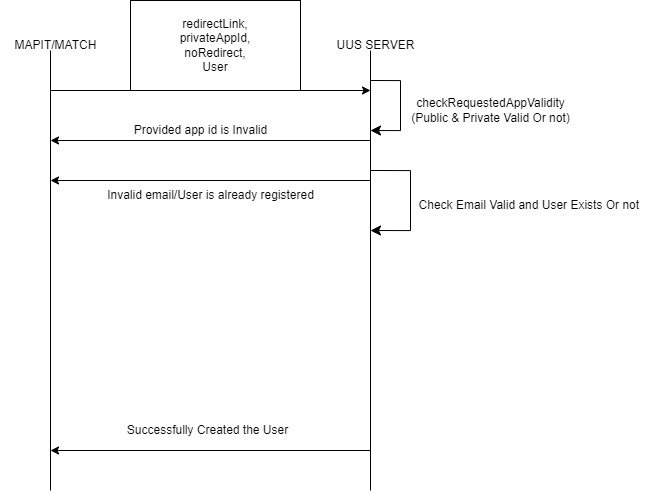 redirectLink,
privateAppId,
noRedirect,
User
MAPIT/MATCH
UUS SERVER
checkRequestedAppValidity
(Public & Private Valid Or not)
Provided app id is Invalid
Invalid email/User is already registered
Check Email Valid and User Exists Or not
Successfully Created the User